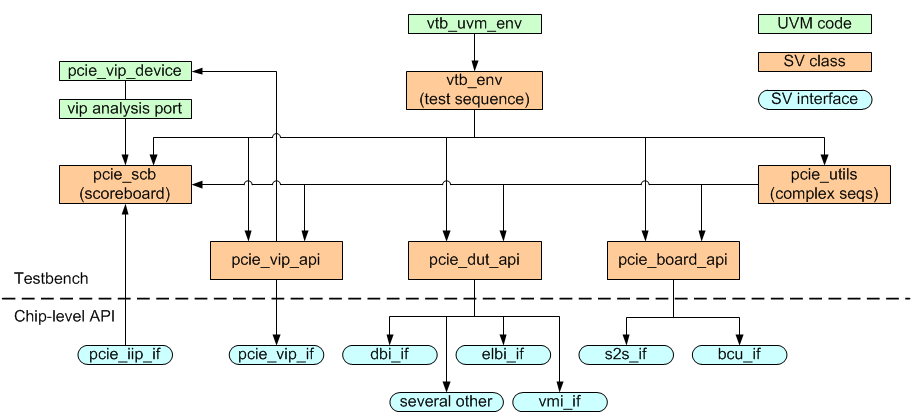 vtb_uvm_env
UVM code
pcie_vip_device
vtb_env
(test sequence)
SV class
vip analysis port
SV interface
pcie_scb
(scoreboard)
pcie_utils
(complex seqs)
pcie_vip_api
pcie_dut_api
pcie_board_api
Testbench
Chip-level API
pcie_iip_if
pcie_vip_if
dbi_if
elbi_if
s2s_if
bcu_if
several other
vmi_if